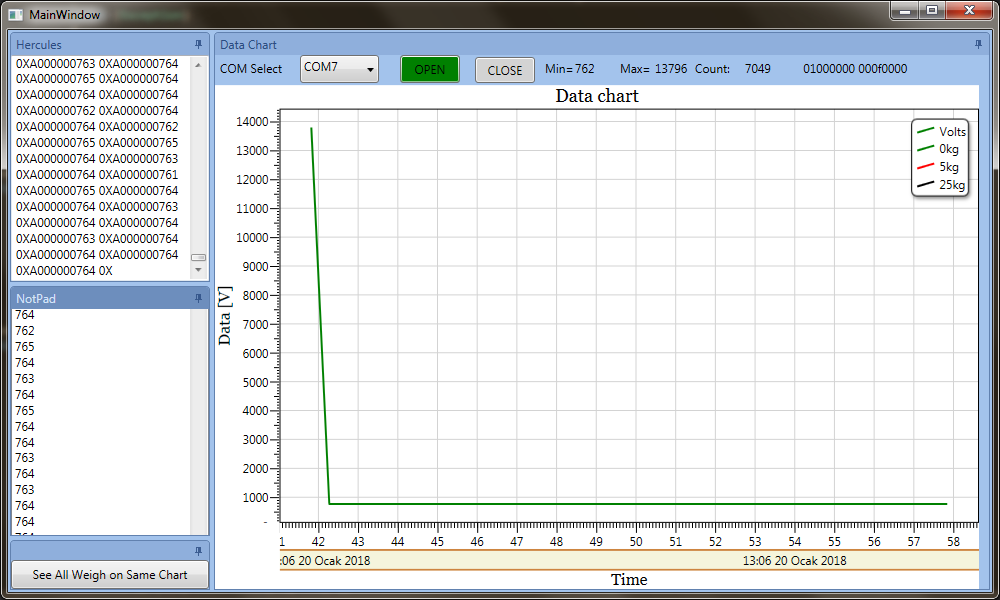 MainWindow
Hercules
0XA000000763 0XA000000764
0XA000000765 0XA000000764
0XA000000764 0XA000000764
0XA000000762 0XA000000764
0XA000000764 0XA000000762
0XA000000765 0XA000000765
0XA000000764 0XA000000763
0XA000000764 0XA000000761
0XA000000765 0XA000000764
0XA000000764 0XA000000763
0XA000000764 0XA000000764
0XA000000763 0XA000000764
0XA000000764 0XA000000764
0XA000000764 0X
NotPad
764
762
765
764
763
764
765
764
764
763
764
763
764
764
764
See All Weigh on Same Chart
Data Chart
COM Select COM7 OPEN CLOSE Min= 762 Max= 13796 Count: 7049 01000000 000f0000
Data chart
Volts
0kg
5kg
25kg
Data [V]
14000
13000
12000
11000
10000
9000
8000
7000
6000
5000
4000
3000
2000
1000
-
1 42 43 44 45 46 47 48 49 50 51 52 53 54 55 56 57 58
:06 20 Ocak 2018 13:06 20 Ocak 2018
Time